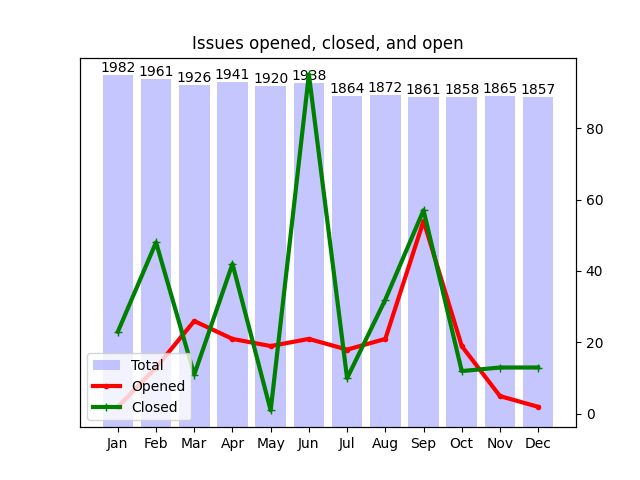 Issues opened, closed, and open
1982 1961 1926 1941 1920 1938 1864 1872 1861 1858 1865 1857
80
60
40
20
0
Total
Opened
Closed
Jan Feb Mar Apr May Jun Jul Aug Sep Oct Nov Dec